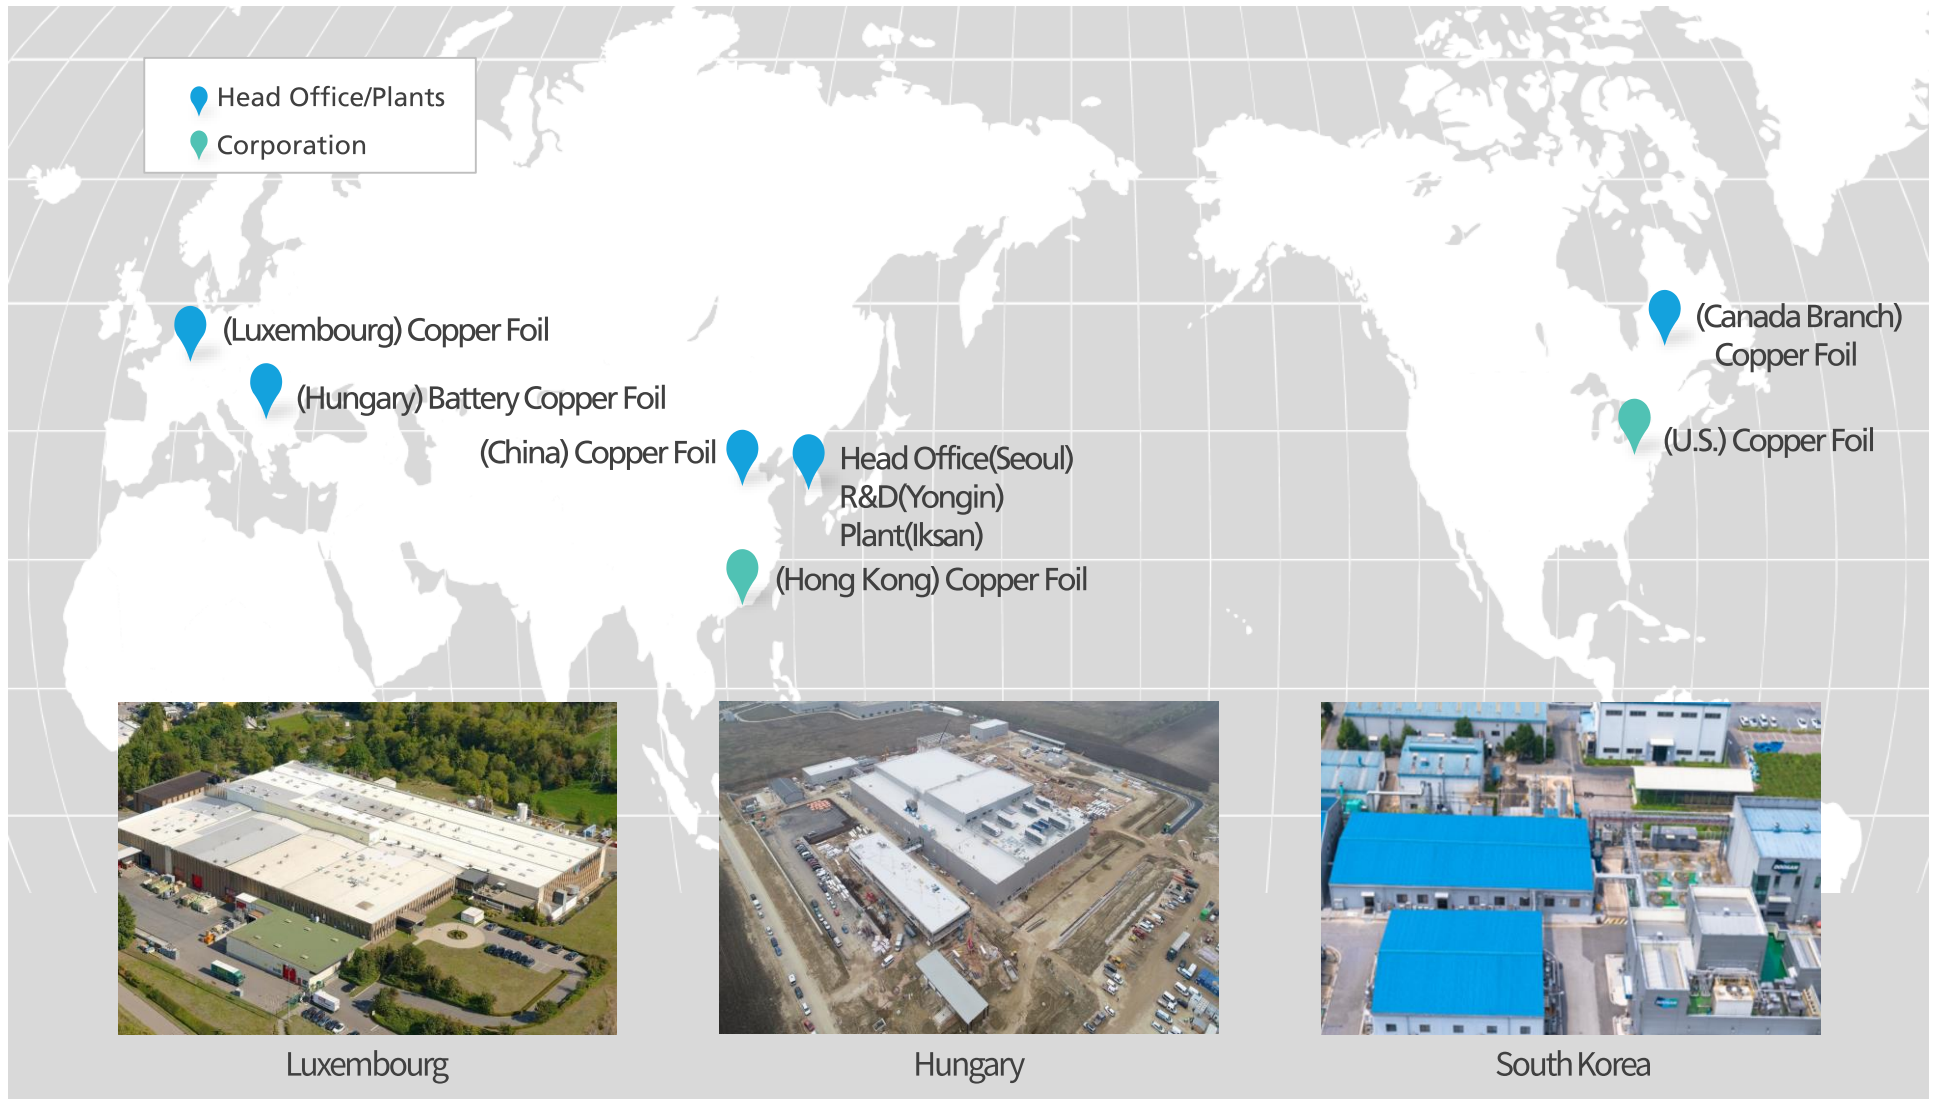 Head Office/Plants
Corporation
(Luxembourg) Copper Foil
(Hungary) Battery Copper Foil
(China) Copper Foil
Head Office(Seoul)
R&D(Yongin)
Plant(Iksan)
(Hong Kong) Copper Foil
(Canada Branch)
Copper Foil
(U.S.) Copper Foil
Luxembourg
Hungary
South Korea